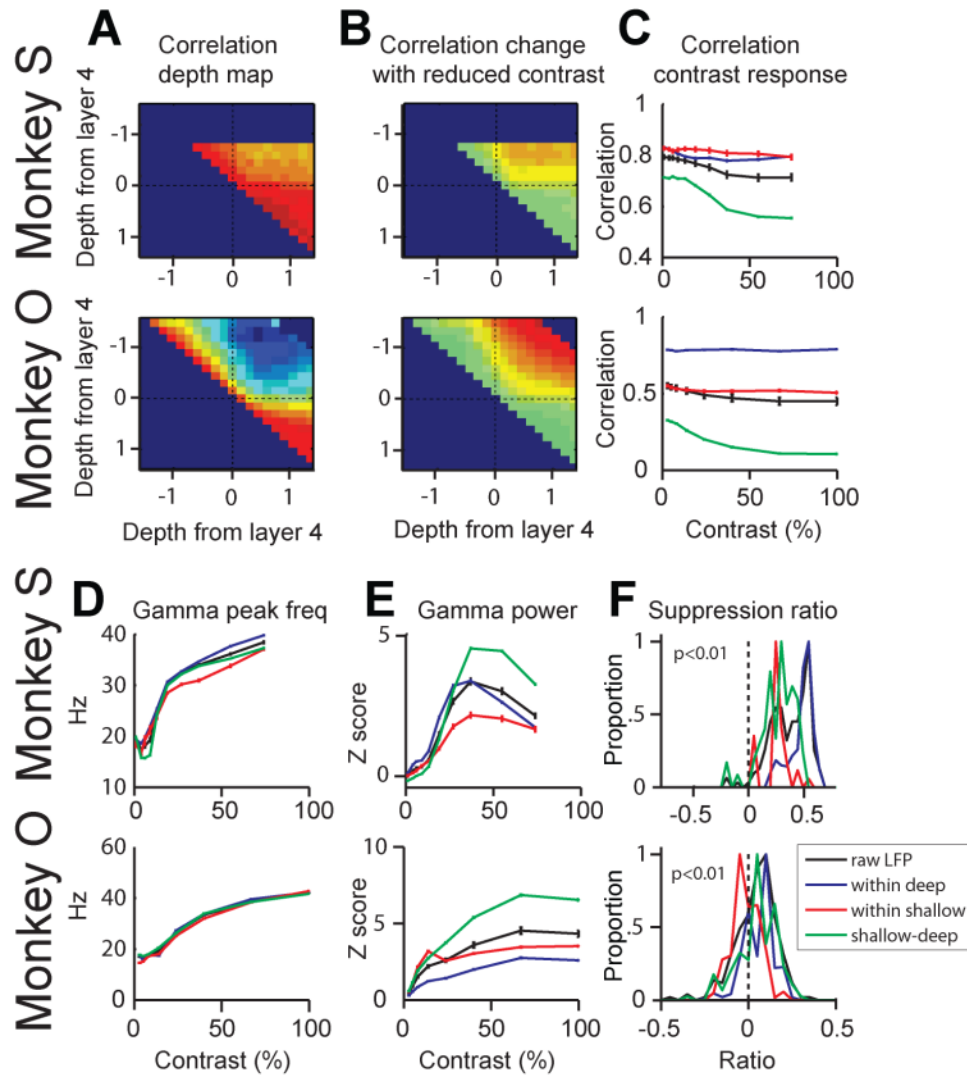 A
B
C
Monkey S
Correlation
depth map
Correlation change
with reduced contrast
Correlation
contrast response
Depth from layer 4
-1
0
1
-1
0
1
-1
0
1
Correlation
1
0.8
0.6
0.4
0
50
100
Monkey O
Depth from layer 4
-1
0
1
-1
0
1
Depth from layer 4
-1
0
1
Depth from layer 4
Correlation
1
0.5
0
0
50
100
Contrast (%)
D
E
F
Monkey S
Gamma peak freq
Gamma power
Suppression ratio
Hz
40
30
20
10
0
50
100
Z score
5
0
0
50
100
Proportion
1
.5
0
p<0.01
-0.5
0
0.5
Monkey O
Hz
60
40
20
0
0
50
100
Contrast (%)
Z score
10
5
0
0
50
100
Contrast (%)
Proportion
1
.5
0
p<0.01
-0.5
0
0.5
Ratio
raw LFP
within deep
within shallow
shallow-deep